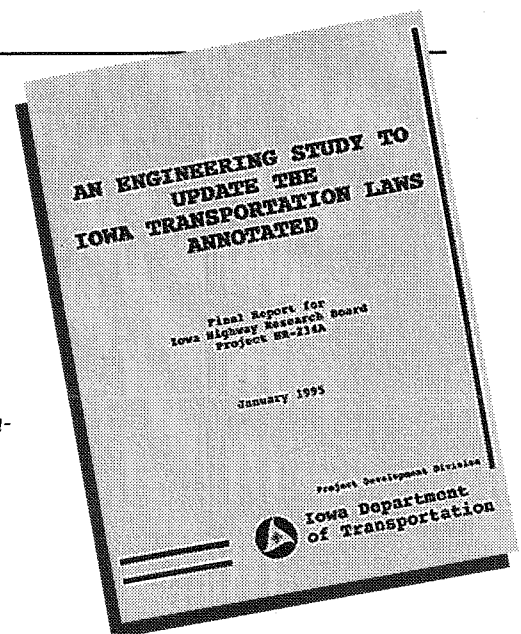 AN ENGINEERING STUDY TO
UPDATE THE
IOWA TRANSPORTATION LAWS
ANNOTATED
Final Report for
Iowa Highway Research Board
Project HR-234A
January 1995
Project Development Division
Iowa Department
of Transportation